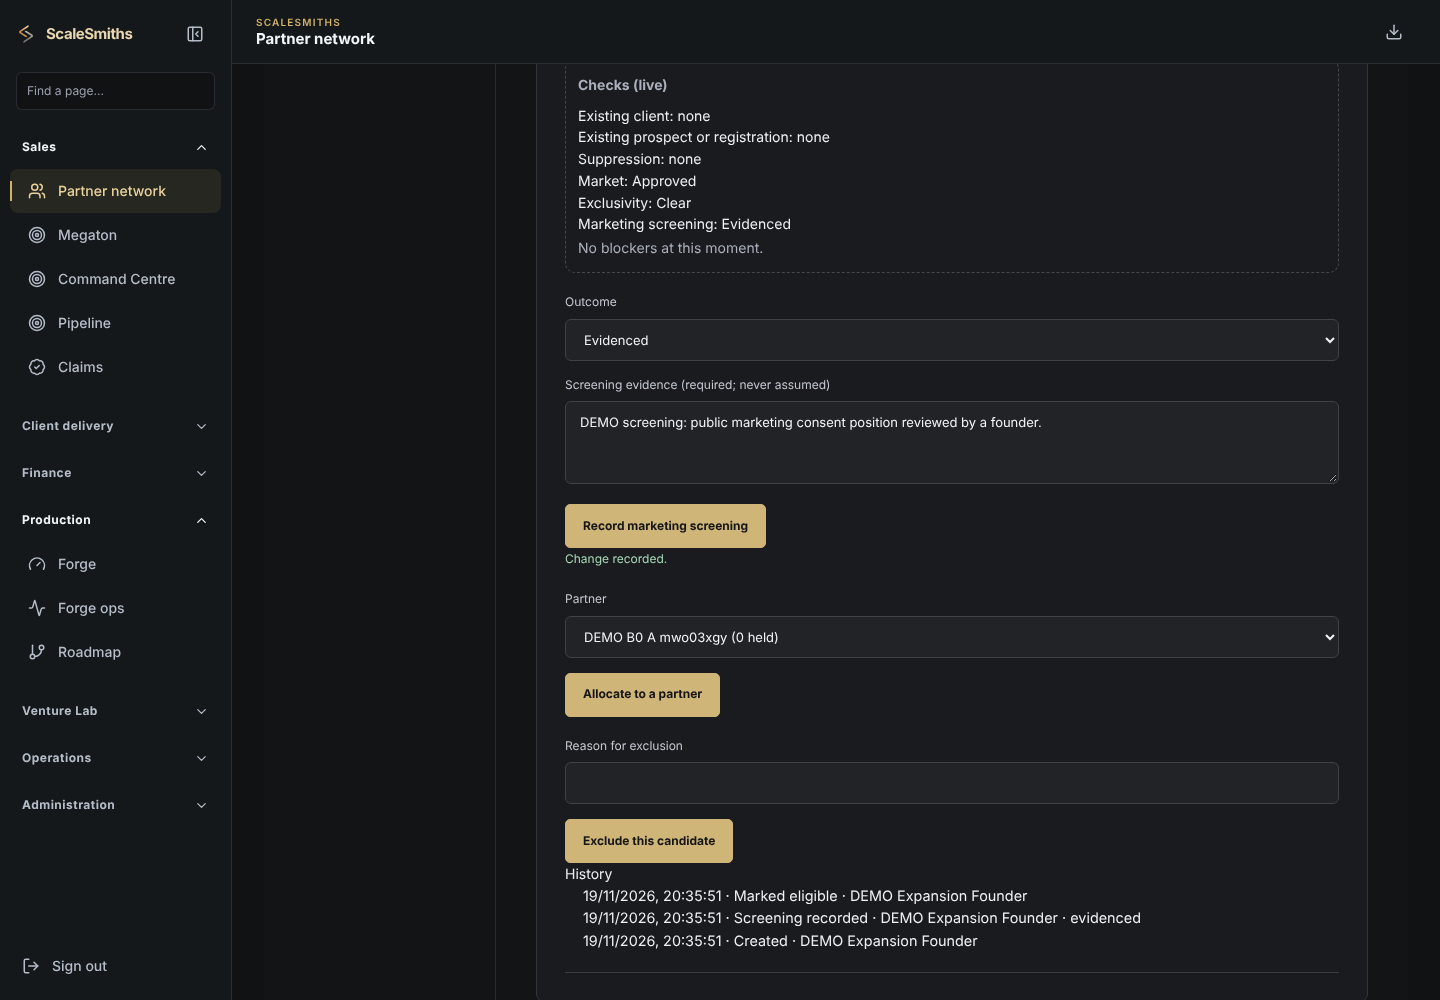 ScaleSmiths
Find a page...
Sales
Partner network
Megaton
Command Centre
Pipeline
Claims
Client delivery
Finance
Production
Forge
Forge ops
Roadmap
Venture Lab
Operations
Administration
Sign out
SCALESMITHS
Partner network
Checks (live)
Existing client: none
Existing prospect or registration: none
Suppression: none
Market: Approved
Exclusivity: Clear
Marketing screening: Evidenced
No blockers at this moment.
Outcome
Evidenced
Screening evidence (required; never assumed)
DEMO screening: public marketing consent position reviewed by a founder.
Record marketing screening
Change recorded.
Partner
DEMO B0 A mwo03xgy (0 held)
Allocate to a partner
Reason for exclusion
Exclude this candidate
History
19/11/2026, 20:35:51 · Marked eligible · DEMO Expansion Founder
19/11/2026, 20:35:51 · Screening recorded · DEMO Expansion Founder · evidenced
19/11/2026, 20:35:51 · Created · DEMO Expansion Founder